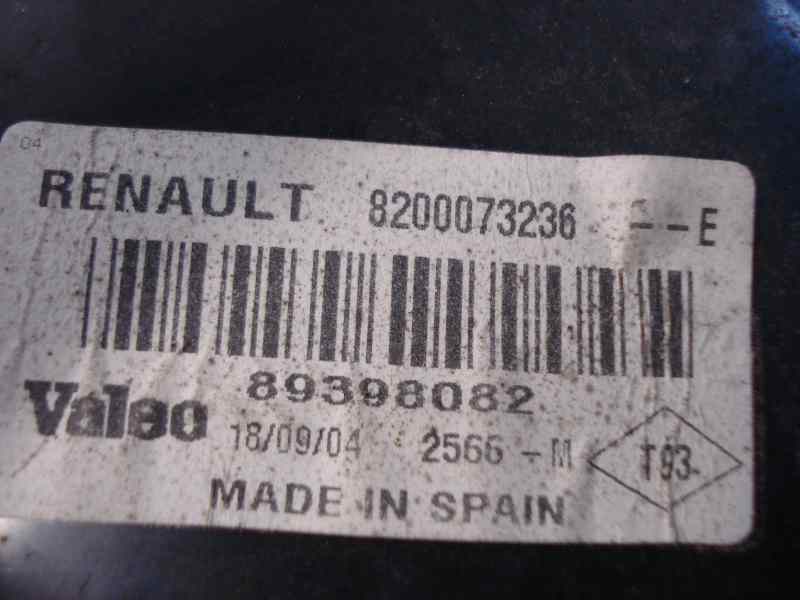 04
RENAULT 8200073236 ---E
89398082
Valeo 18/09/04 2566 -M T93-
MADE IN SPAIN